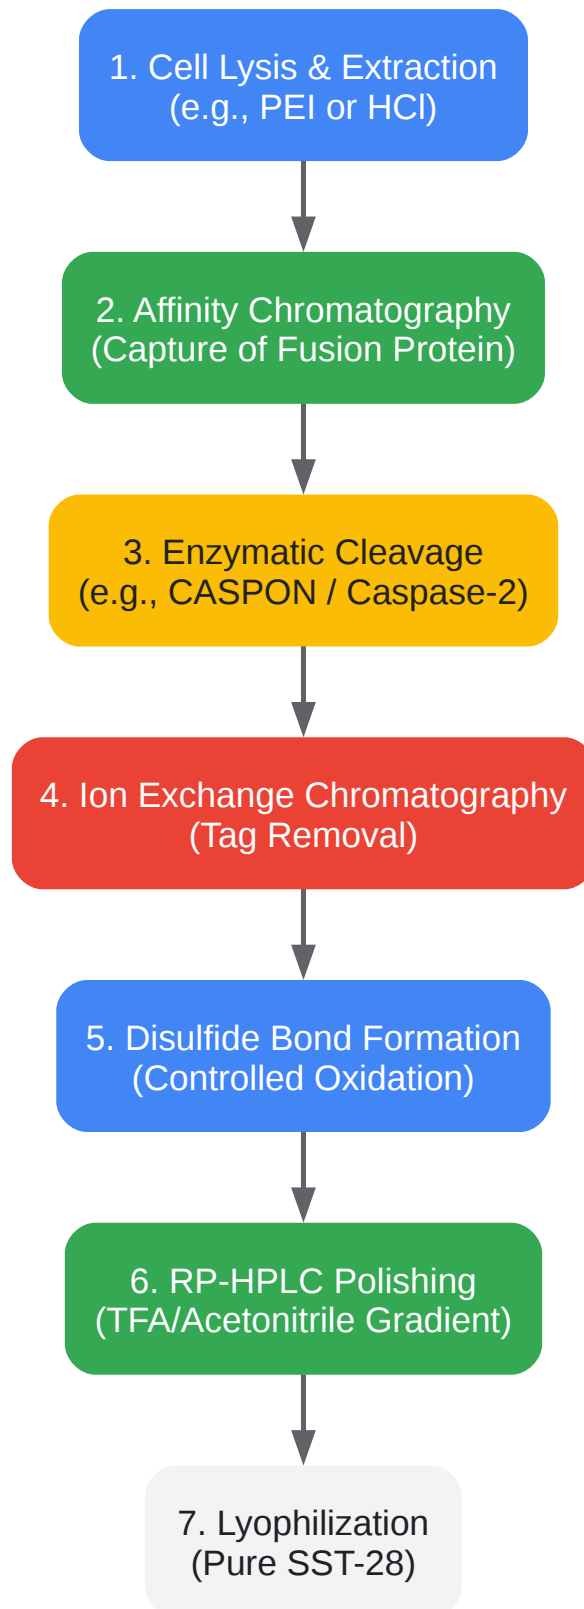 1. Cell Lysis & Extraction
(e.g., PEI or HCl)
2. Affinity Chromatography
(Capture of Fusion Protein)
3. Enzymatic Cleavage
(e.g., CASPON / Caspase-2)
4. Ion Exchange Chromatography
(Tag Removal)
5. Disulfide Bond Formation
(Controlled Oxidation)
6. RP-HPLC Polishing
(TFA/Acetonitrile Gradient)
7. Lyophilization
(Pure SST-28)